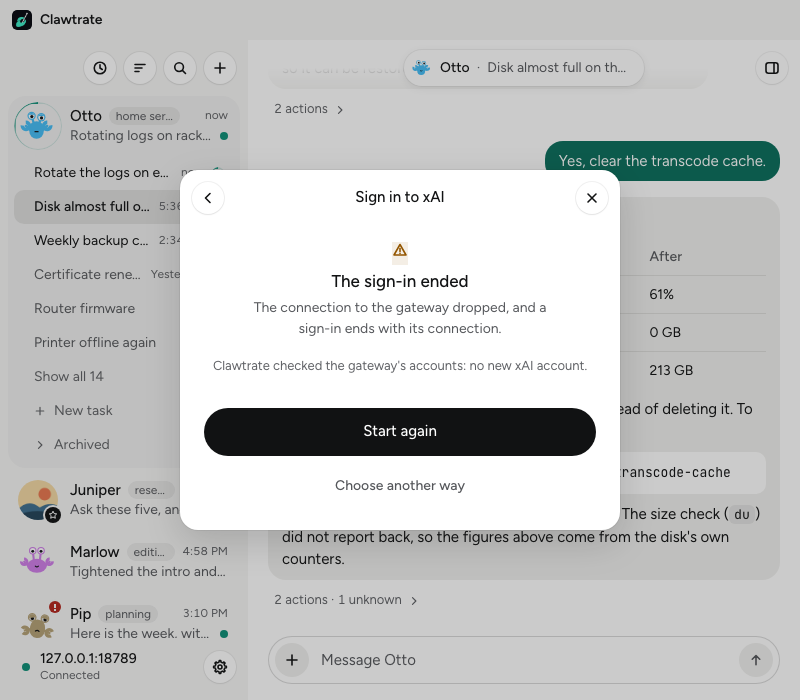 Clawtrate
Otto · Disk almost full on th...
2 actions
Otto home ser... now
Rotating logs on rack...
Yes, clear the transcode cache.
Rotate the logs on e...
Disk almost full o... 5:36
Weekly backup c... 2:34
Certificate rene... Yeste
Router firmware
Printer offline again
Show all 14
New task
Archived
Sign in to xAI
The sign-in ended
The connection to the gateway dropped, and a
sign-in ends with its connection.
Clawtrate checked the gateway's accounts: no new xAI account.
Start again
Choose another way
After
61%
0 GB
213 GB
ead of deleting it. To
transcode-cache
The size check ( du )
did not report back, so the figures above come from the disk's own
counters.
2 actions · 1 unknown
Juniper rese...
Ask these five, an
Marlow editi... 4:58 PM
Tightened the intro and...
Pip planning 3:10 PM
Here is the week. wit...
127.0.0.1:18789
Connected
Message Otto